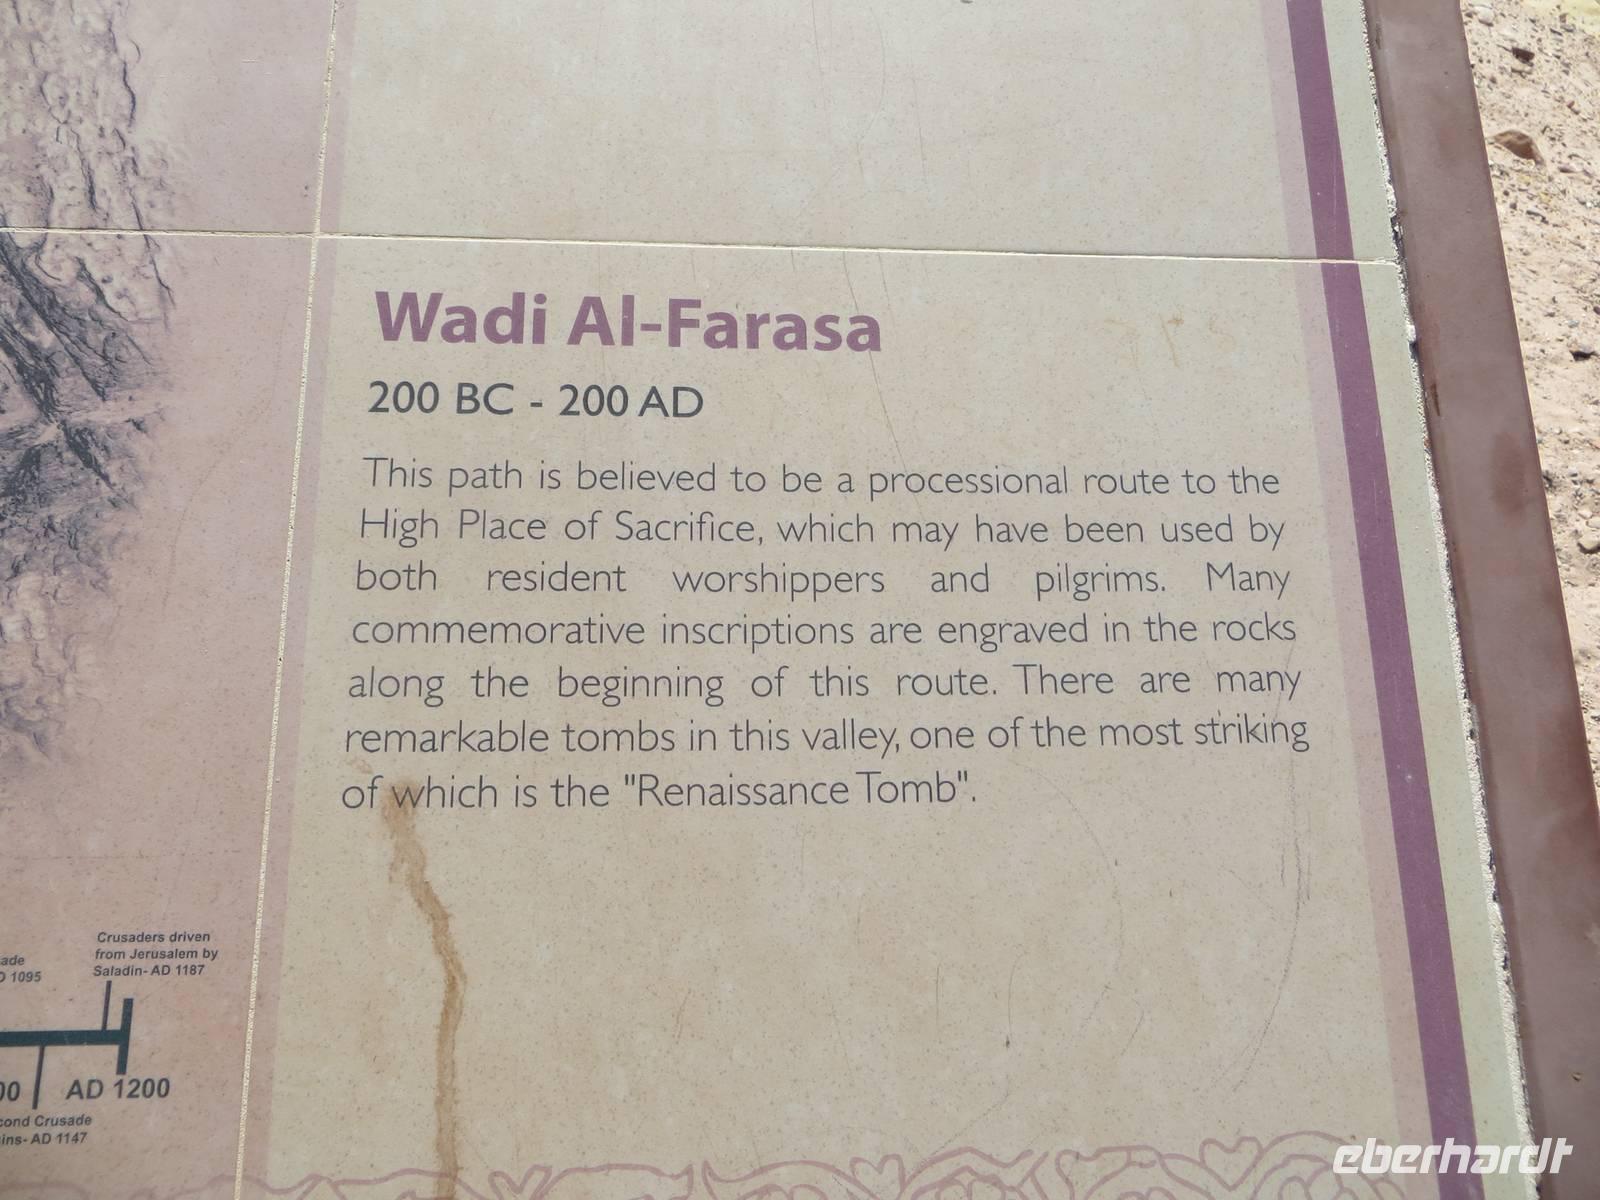 Wadi Al-Farasa
200 BC - 200 AD
This path is believed to be a processional route to the
High Place of Sacrifice, which may have been used by
both resident worshippers and pilgrims. Many
commemorative inscriptions are engraved in the rocks
along the beginning of this route. There are many
remarkable tombs in this valley, one of the most striking
of which is the "Renaissance Tomb".
Crusaders driven
from Jerusalem by
Saladin- AD 1187
1095
AD 1200
Crusade
AD 1147
eberhardt